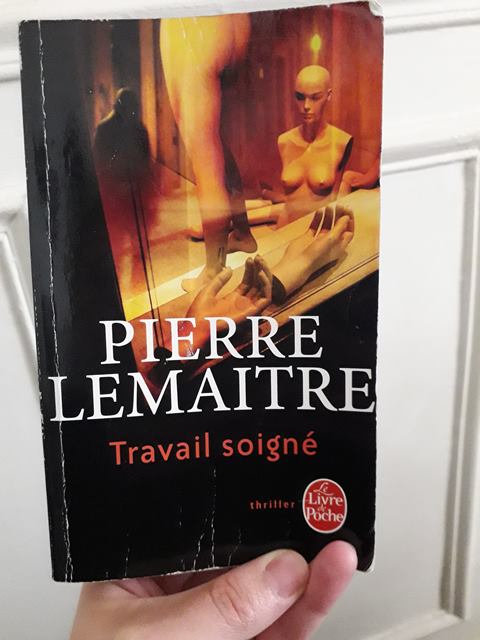 PIERRE
LEMAITRE
Travail soigné
thriller
Le
Livre
de
Poche